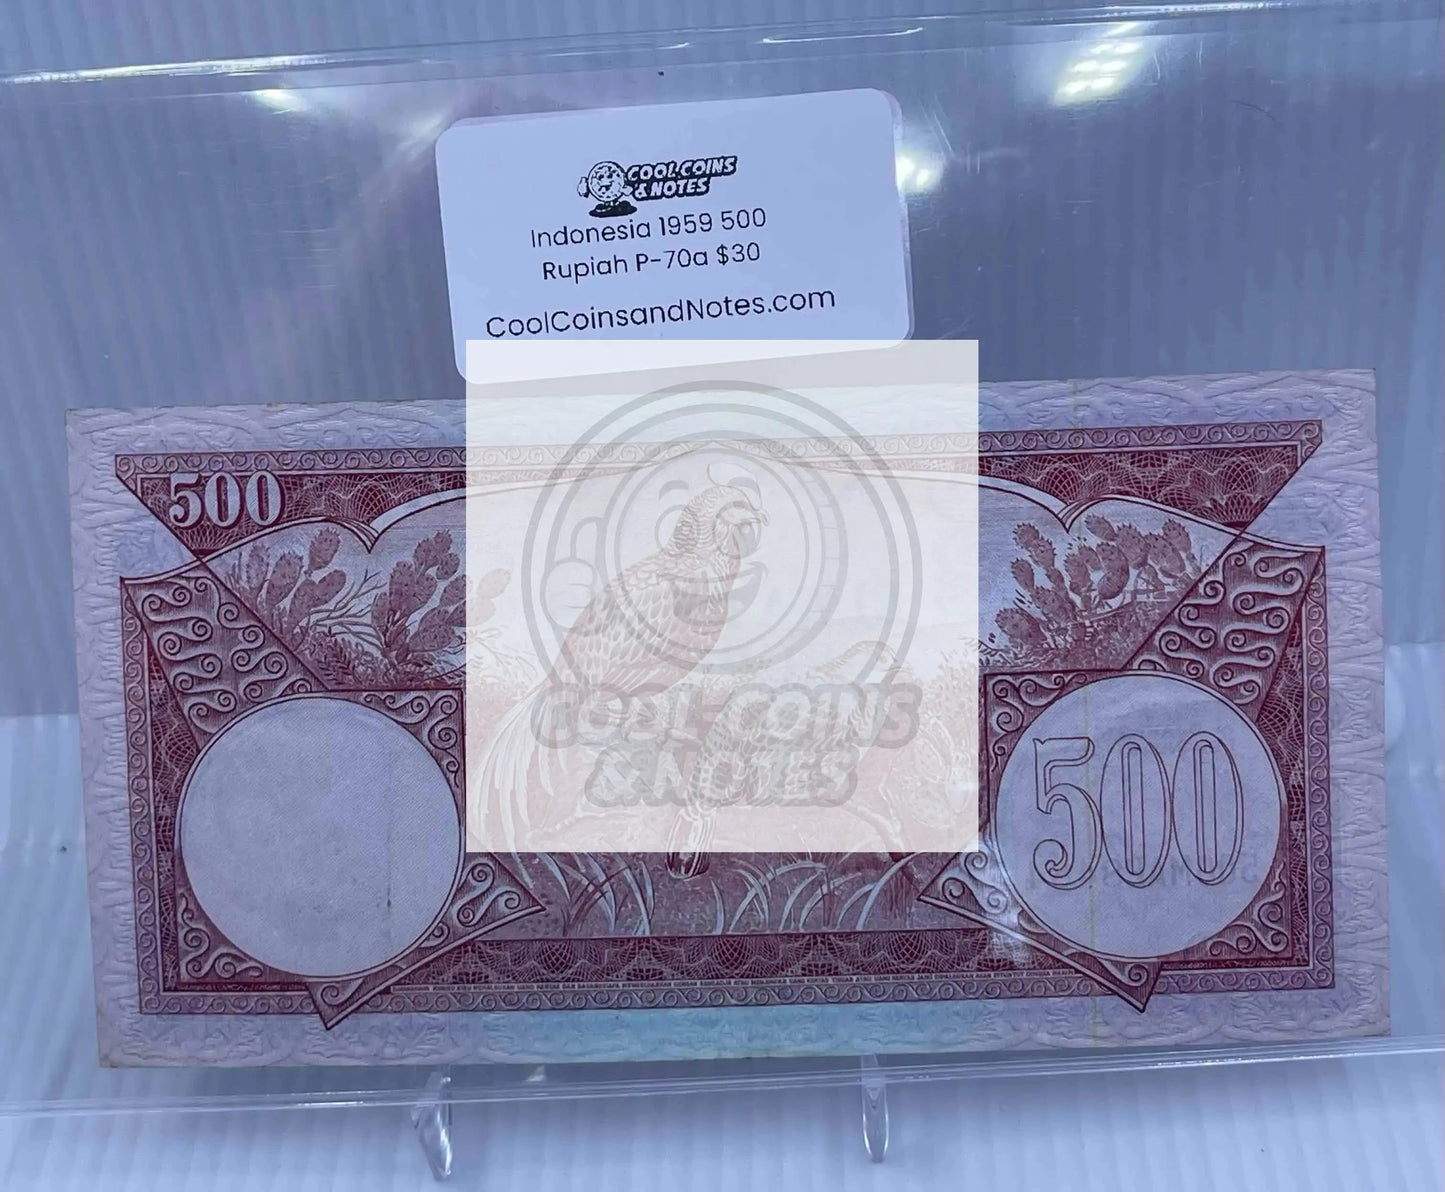 COOL COINS
& NOTES
Indonesia 1959 500
Rupiah P-70a $30
CoolCoinsandNotes.com
500
COOL COINS
& NOTES
500